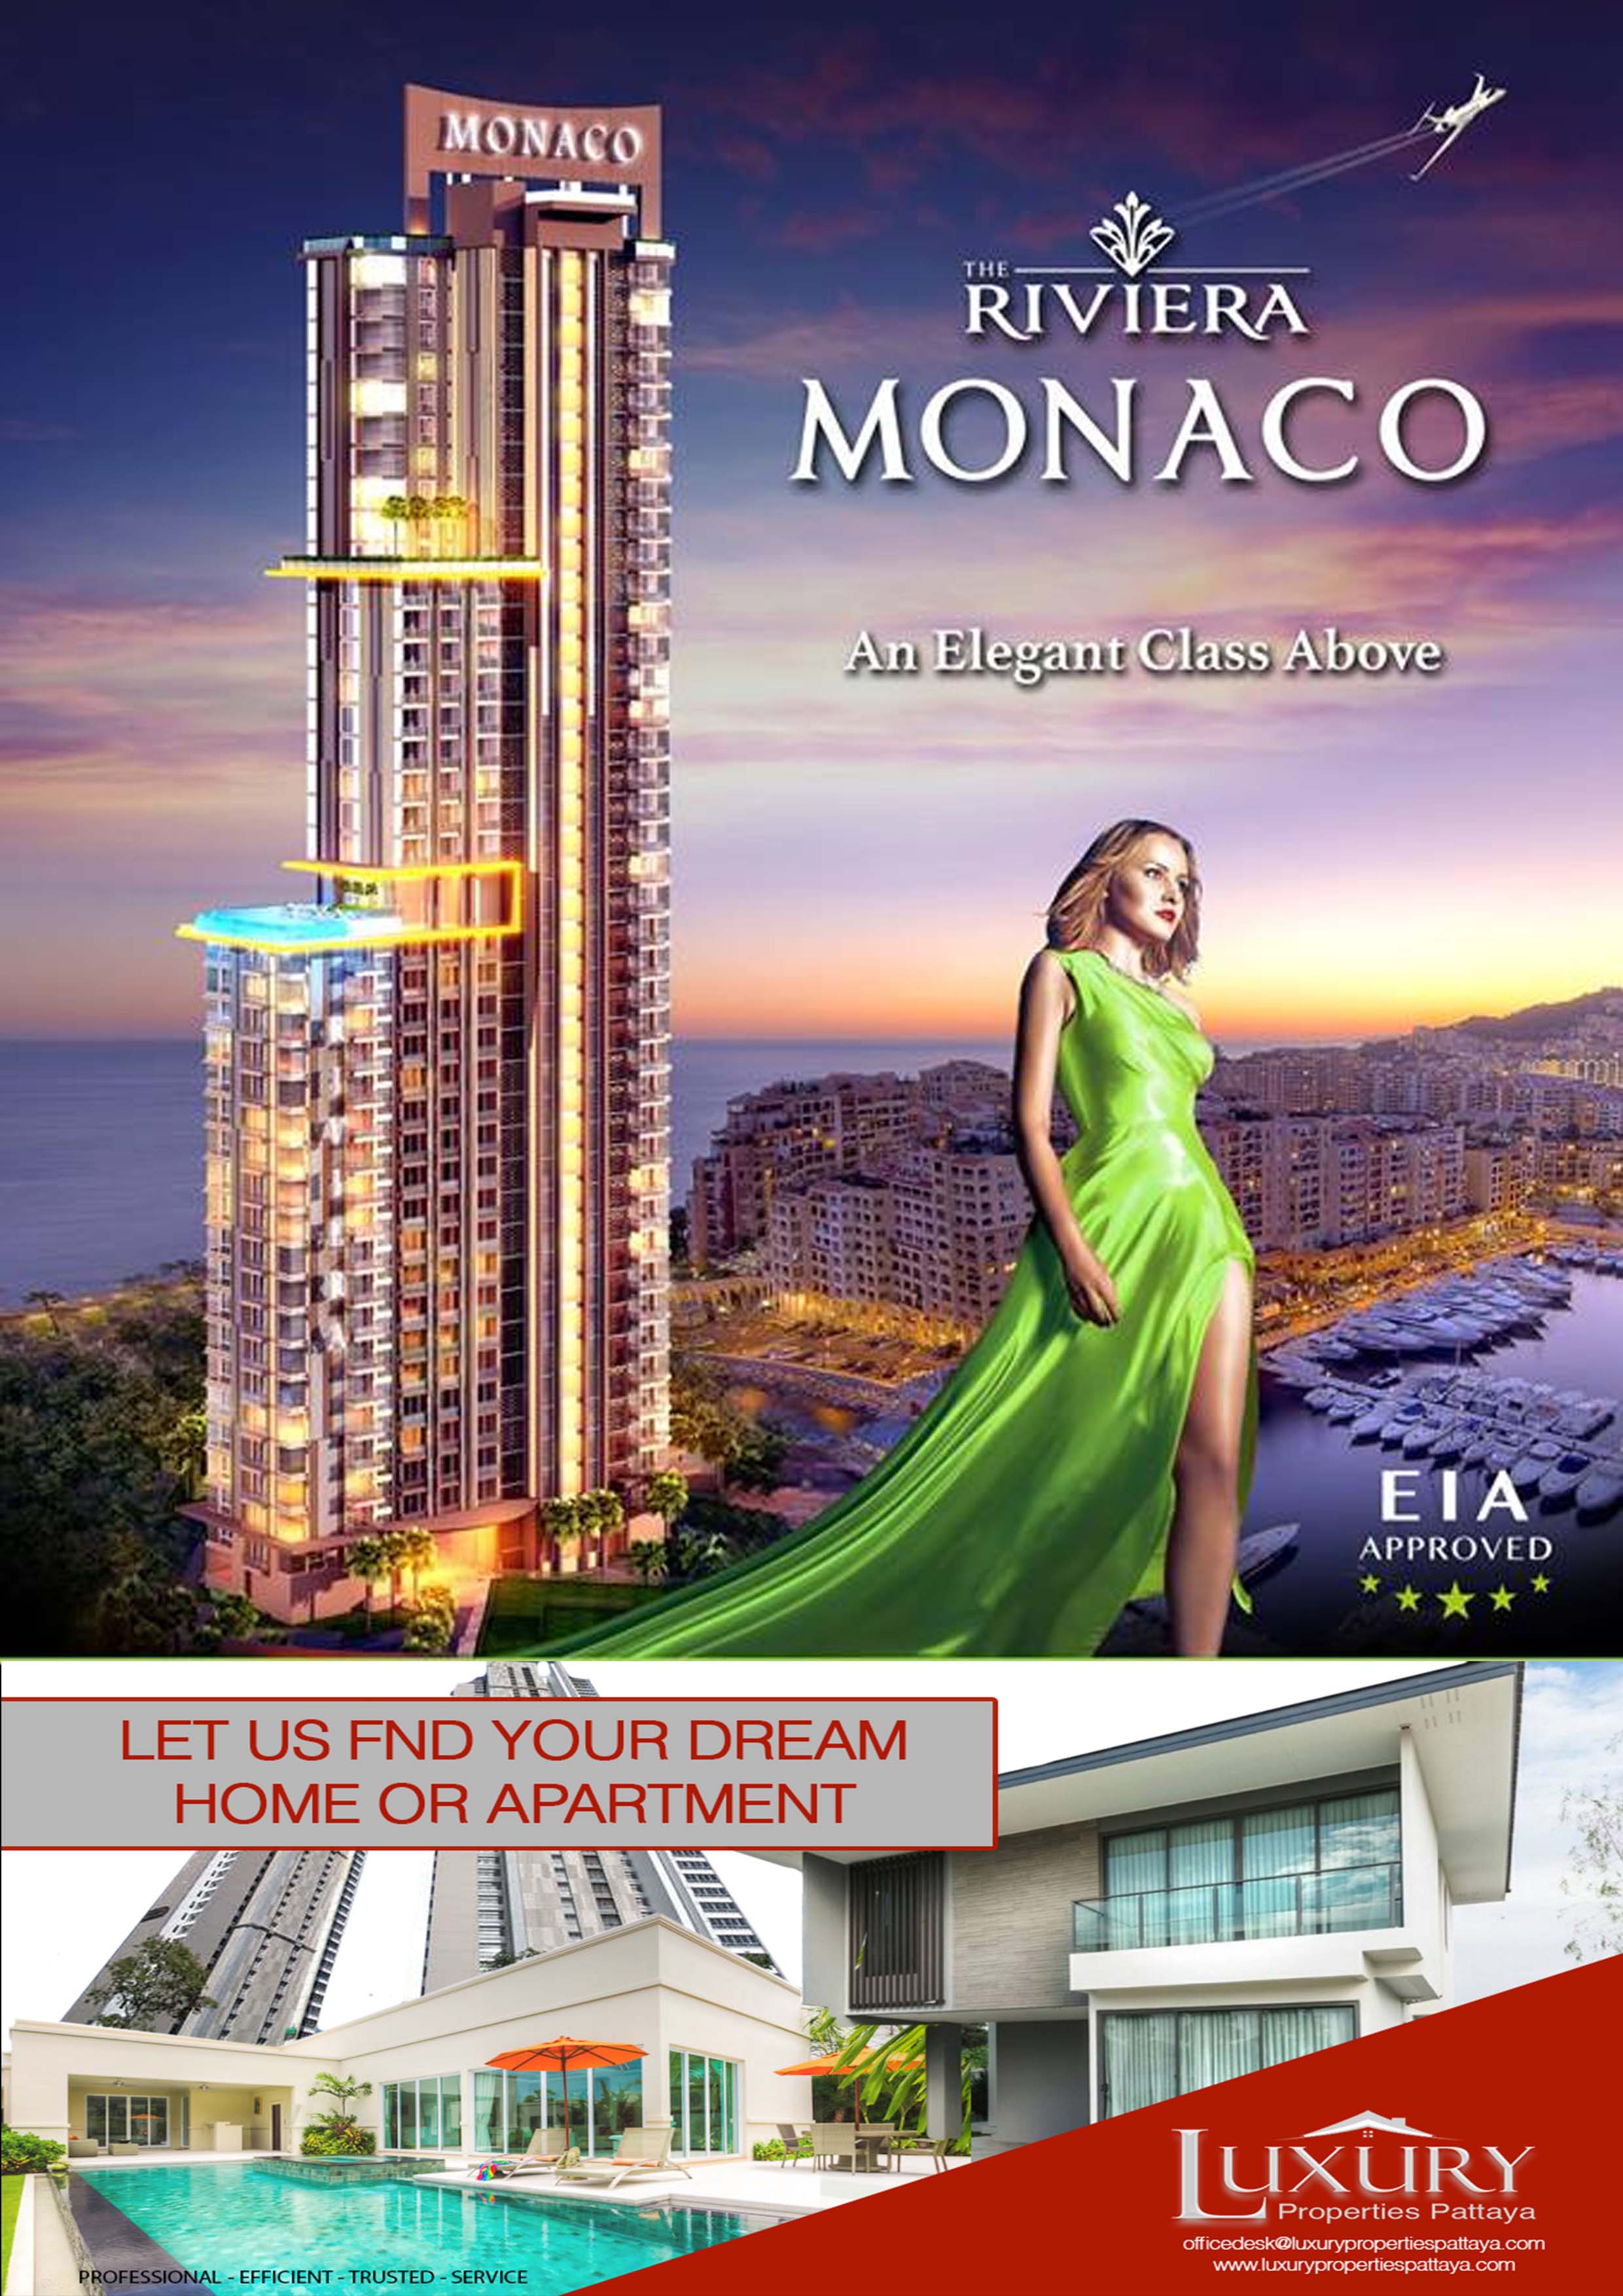 MONACO
THE
RIVIERA
MONACO
An Elegant Class Above
EIA
APPROVED
LET US FND YOUR DREAM
HOME OR APARTMENT
LUXURY
Properties Pattaya
officedesk@luxurypropertiespattaya.com
www.luxurypropertiespattaya.com
PROFESSIONAL - EFFICIENT - TRUSTED - SERVICE